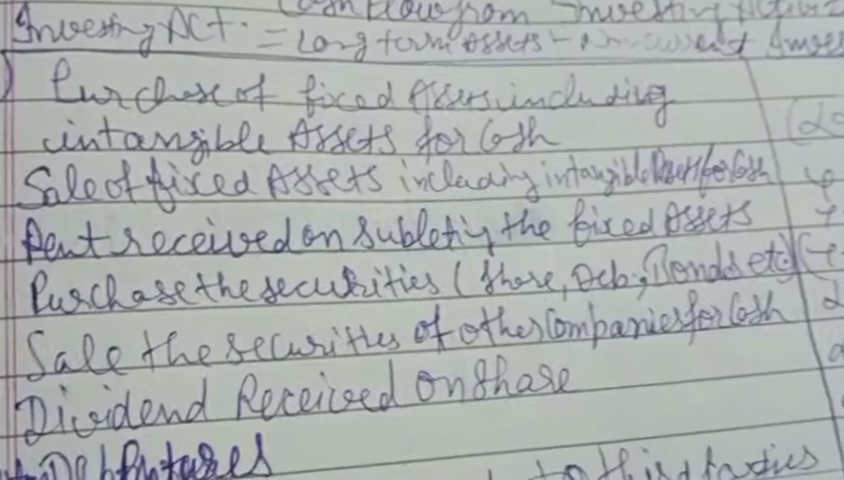 Cash Flow from Investing
Investing Act. = Long term Assets - Noncurrent
Purchase of fixed Assets including
intangible Assets for Cash
Sale of fixed Assets including intangible Assets for Cash
Rent received on subleting the fixed Assets
Purchase the securities (Share, Deb., Bonds etc)
Sale the securities of other Companies for Cash
Dividend Received on Share
Debentures
to third parties